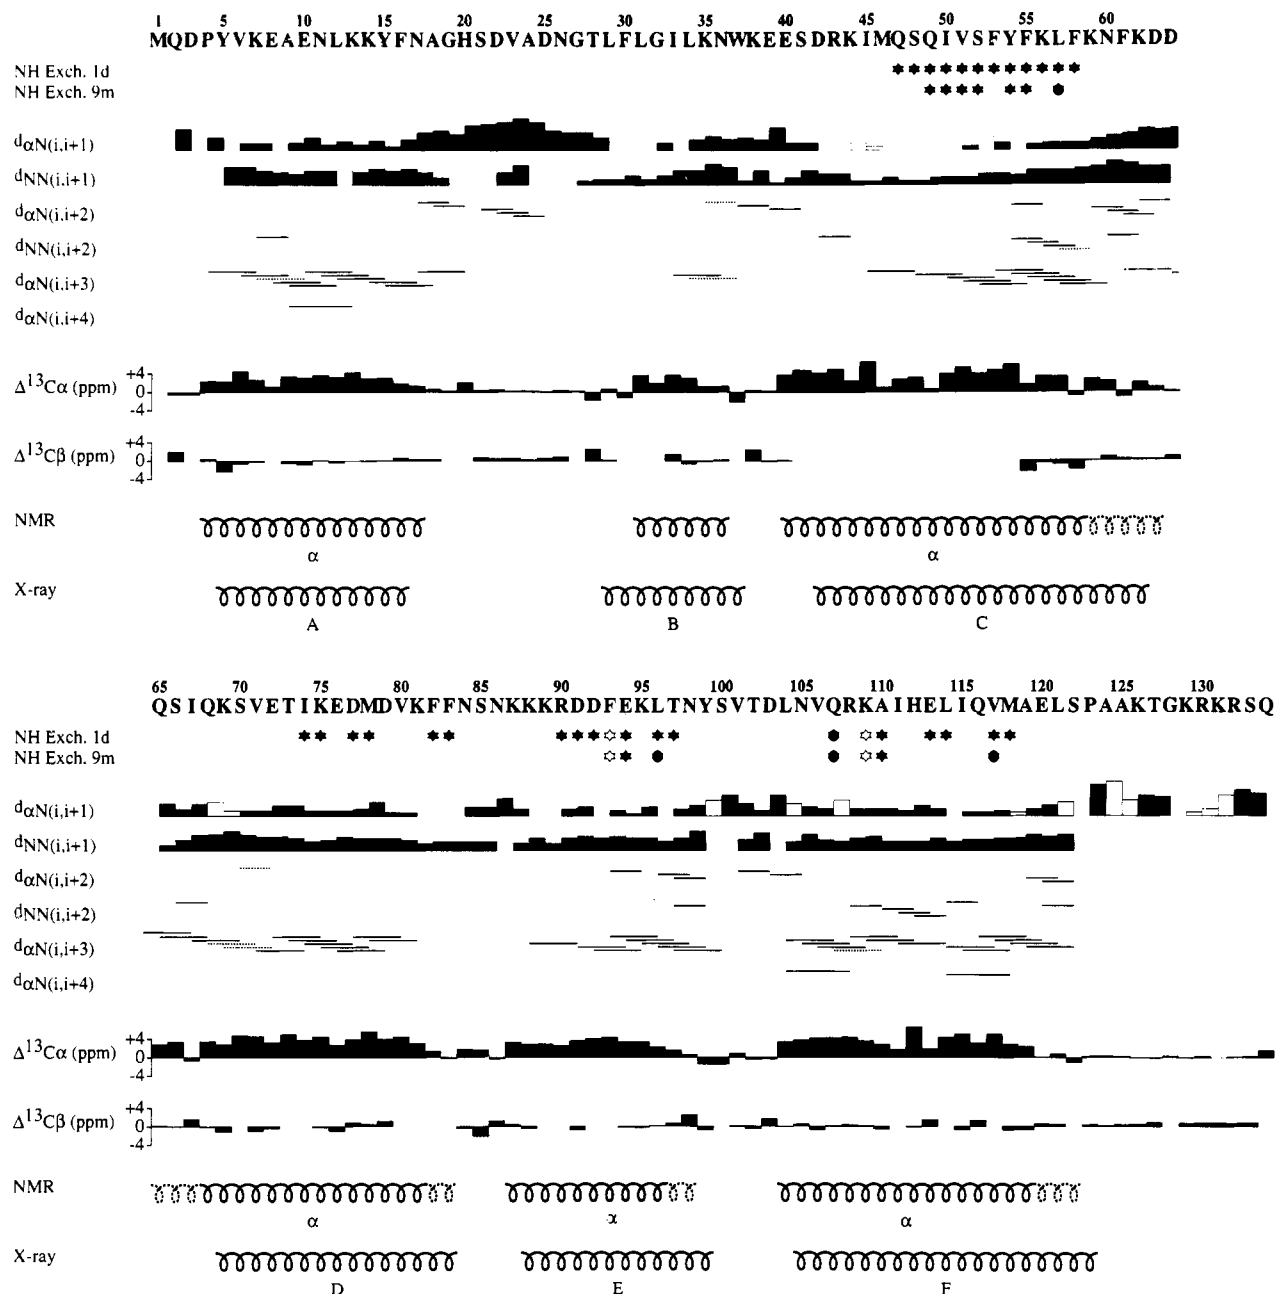 1 5 10 15 20 25 30 35 40 45 50 55 60
MQDPYVKEAENLKKYFNAGHSDVADNGTLFLGILKNWKEESDRKIMQSQIVSFYFKLFKNFKDD
NH Exch. 1d
NH Exch. 9m
dαN(i,i+1)
dNN(i,i+1)
dαN(i,i+2)
dNN(i,i+2)
dαN(i,i+3)
dαN(i,i+4)
Δ13Cα (ppm) +4 0 -4
Δ13Cβ (ppm) +4 0 -4
NMR
α α
X-ray
A B C
65 70 75 80 85 90 95 100 105 110 115 120 125 130
QSIQKSVETIKEDMDVKFFNSNKKKRDDFEKLTNYSVTDLNVQRKAIHELIQVMAELSPAAKTGKRKRSQ
NH Exch. 1d
NH Exch. 9m
dαN(i,i+1)
dNN(i,i+1)
dαN(i,i+2)
dNN(i,i+2)
dαN(i,i+3)
dαN(i,i+4)
Δ13Cα (ppm) +4 0 -4
Δ13Cβ (ppm) +4 0 -4
NMR
α α α
X-ray
D E F